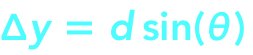 Δy = d sin(θ)